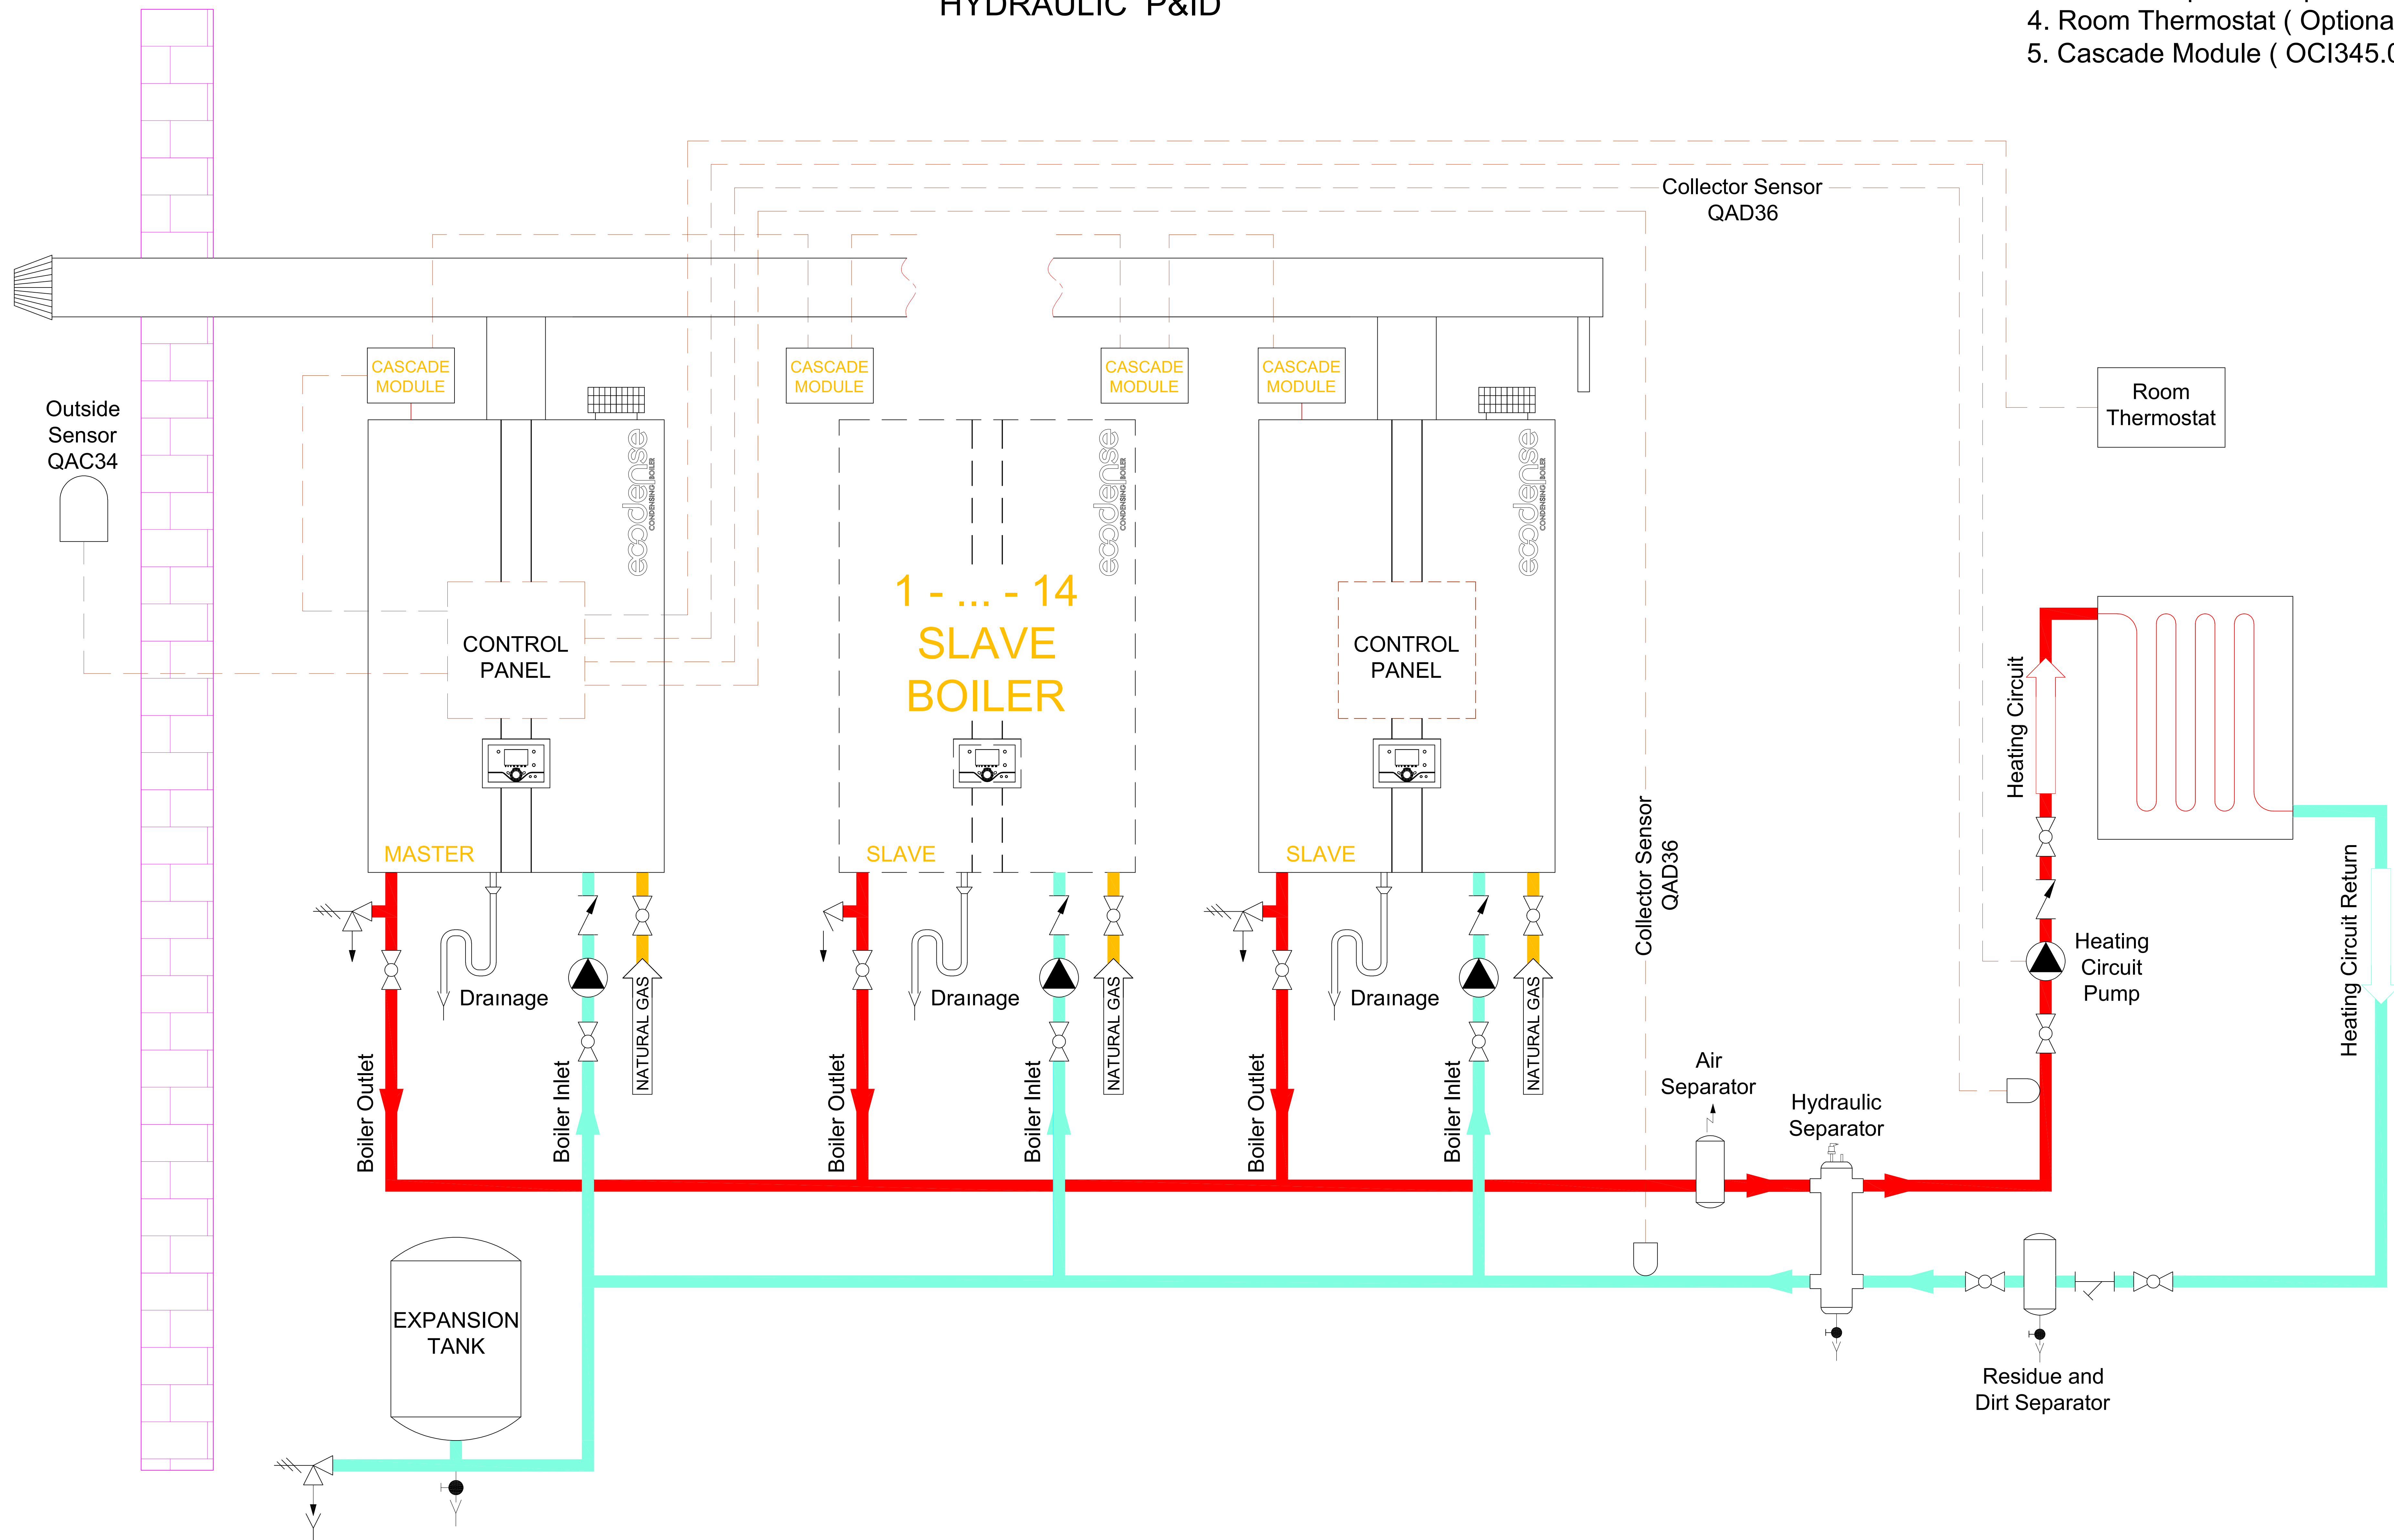 HYDRAULIC P&ID
4. Room Thermostat ( Optiona
5. Cascade Module ( OCI345.0
Collector Sensor
QAD36
CASCADE
MODULE
CASCADE
MODULE
CASCADE
MODULE
CASCADE
MODULE
Room
Thermostat
Outside
Sensor
QAC34
ecodense
CONDENSING BOILER
ecodense
CONDENSING BOILER
ecodense
CONDENSING BOILER
CONTROL
PANEL
1 - ... - 14
SLAVE
BOILER
CONTROL
PANEL
MASTER
SLAVE
SLAVE
Heating Circuit
Collector Sensor
QAD36
Heating Circuit Return
Heating
Circuit
Pump
Draınage
Draınage
Draınage
NATURAL GAS
NATURAL GAS
NATURAL GAS
Boiler Outlet
Boiler Inlet
Boiler Outlet
Boiler Inlet
Boiler Outlet
Boiler Inlet
Air
Separator
Hydraulic
Separator
EXPANSION
TANK
Residue and
Dirt Separator